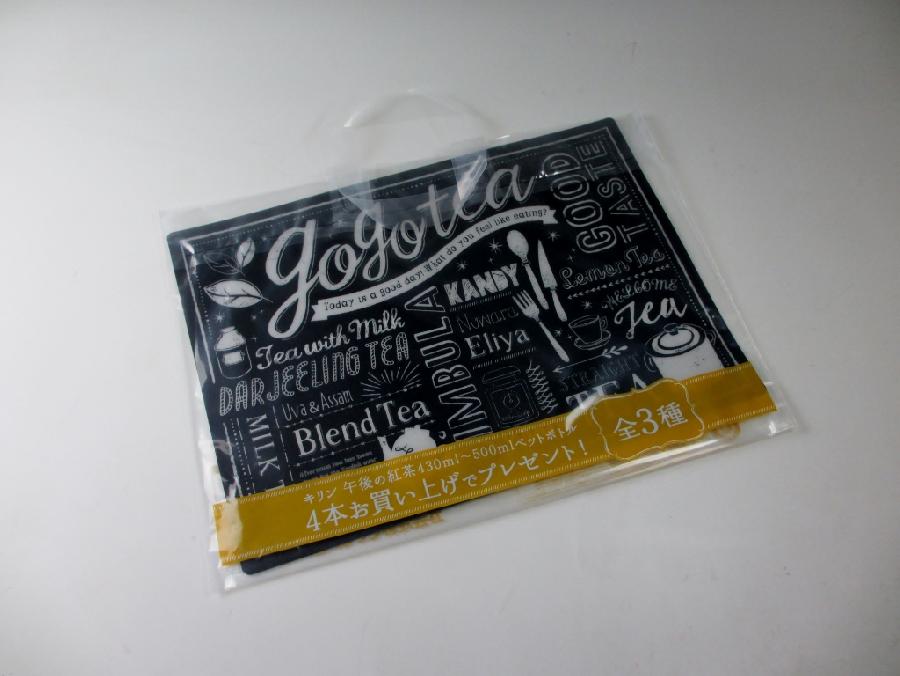 gogotea
Today is a good day! What do you feel like eating?
GOOD
TASTE
Tea with Milk
DARJEELING TEA
Uva & Assam
Blend Tea
MILK
KANDY
Nuwara
Eliya
Lemon Tea
Tea
TEA
キリン 午後の紅茶430ml～500mlペットボトル
4本お買い上げでプレゼント!
全3種